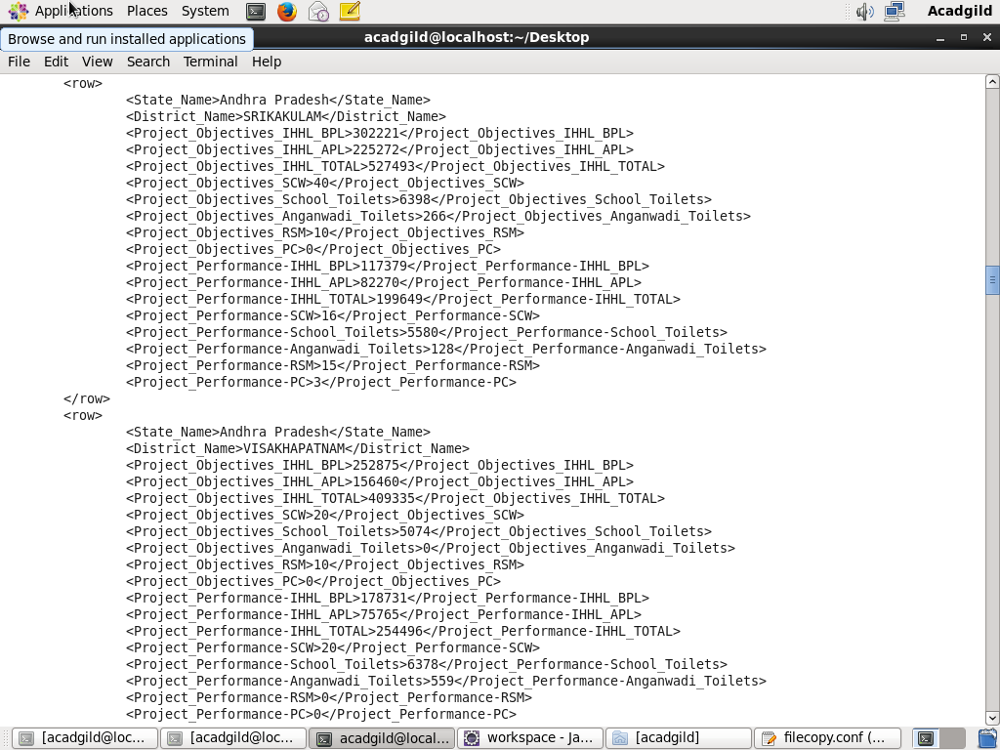 Applications Places System Acadgild
Browse and run installed applications
acadgild@localhost:~/Desktop
File Edit View Search Terminal Help
<row>
<State_Name>Andhra Pradesh</State_Name>
<District_Name>SRIKAKULAM</District_Name>
<Project_Objectives_IHHL_BPL>302221</Project_Objectives_IHHL_BPL>
<Project_Objectives_IHHL_APL>225272</Project_Objectives_IHHL_APL>
<Project_Objectives_IHHL_TOTAL>527493</Project_Objectives_IHHL_TOTAL>
<Project_Objectives_SCW>40</Project_Objectives_SCW>
<Project_Objectives_School_Toilets>6398</Project_Objectives_School_Toilets>
<Project_Objectives_Anganwadi_Toilets>266</Project_Objectives_Anganwadi_Toilets>
<Project_Objectives_RSM>10</Project_Objectives_RSM>
<Project_Objectives_PC>0</Project_Objectives_PC>
<Project_Performance-IHHL_BPL>117379</Project_Performance-IHHL_BPL>
<Project_Performance-IHHL_APL>82270</Project_Performance-IHHL_APL>
<Project_Performance-IHHL_TOTAL>199649</Project_Performance-IHHL_TOTAL>
<Project_Performance-SCW>16</Project_Performance-SCW>
<Project_Performance-School_Toilets>5580</Project_Performance-School_Toilets>
<Project_Performance-Anganwadi_Toilets>128</Project_Performance-Anganwadi_Toilets>
<Project_Performance-RSM>15</Project_Performance-RSM>
<Project_Performance-PC>3</Project_Performance-PC>
</row>
<row>
<State_Name>Andhra Pradesh</State_Name>
<District_Name>VISAKHAPATNAM</District_Name>
<Project_Objectives_IHHL_BPL>252875</Project_Objectives_IHHL_BPL>
<Project_Objectives_IHHL_APL>156460</Project_Objectives_IHHL_APL>
<Project_Objectives_IHHL_TOTAL>409335</Project_Objectives_IHHL_TOTAL>
<Project_Objectives_SCW>20</Project_Objectives_SCW>
<Project_Objectives_School_Toilets>5074</Project_Objectives_School_Toilets>
<Project_Objectives_Anganwadi_Toilets>0</Project_Objectives_Anganwadi_Toilets>
<Project_Objectives_RSM>10</Project_Objectives_RSM>
<Project_Objectives_PC>0</Project_Objectives_PC>
<Project_Performance-IHHL_BPL>178731</Project_Performance-IHHL_BPL>
<Project_Performance-IHHL_APL>75765</Project_Performance-IHHL_APL>
<Project_Performance-IHHL_TOTAL>254496</Project_Performance-IHHL_TOTAL>
<Project_Performance-SCW>20</Project_Performance-SCW>
<Project_Performance-School_Toilets>6378</Project_Performance-School_Toilets>
<Project_Performance-Anganwadi_Toilets>559</Project_Performance-Anganwadi_Toilets>
<Project_Performance-RSM>0</Project_Performance-RSM>
<Project_Performance-PC>0</Project_Performance-PC>
[acadgild@loc... [acadgild@loc... acadgild@local... workspace - Ja... [acadgild] filecopy.conf (...